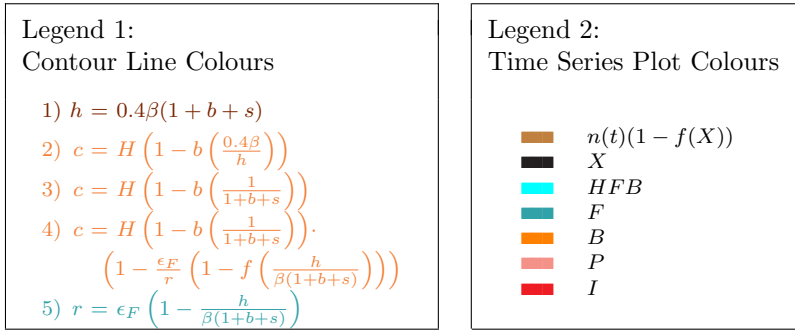 Legend 1:
Contour Line Colours
1) h = 0.4β(1 + b + s)
2) c = H(1 − b(0.4β/h))
3) c = H(1 − b(1/(1+b+s)))
4) c = H(1 − b(1/(1+b+s)))·
(1 − ϵ_F/r (1 − f(h/(β(1+b+s)))))
5) r = ϵ_F(1 − h/(β(1+b+s)))
Legend 2:
Time Series Plot Colours
n(t)(1 − f(X))
X
HFB
F
B
P
I